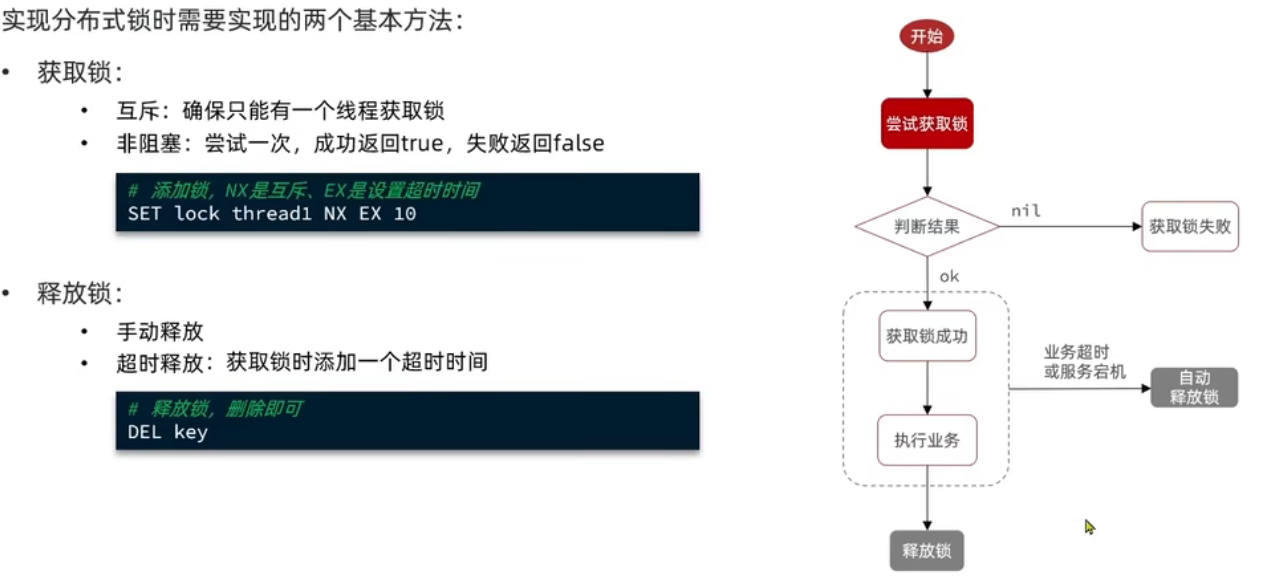 实现分布式锁时需要实现的两个基本方法：
• 获取锁：
• 互斥：确保只能有一个线程获取锁
• 非阻塞：尝试一次，成功返回true，失败返回false
# 添加锁，NX是互斥、EX是设置超时时间
SET lock thread1 NX EX 10
• 释放锁：
• 手动释放
• 超时释放：获取锁时添加一个超时时间
# 释放锁，删除即可
DEL key
开始
尝试获取锁
判断结果
nil
获取锁失败
ok
获取锁成功
业务超时
或服务宕机
自动
释放锁
执行业务
释放锁